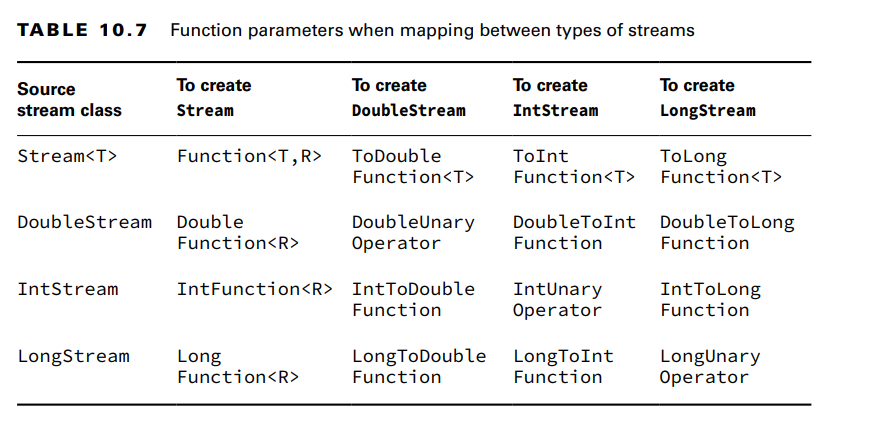 TABLE 10.7 Function parameters when mapping between types of streams
Source stream class | To create Stream | To create DoubleStream | To create IntStream | To create LongStream
Stream<T> | Function<T,R> | ToDouble Function<T> | ToInt Function<T> | ToLong Function<T>
DoubleStream | Double Function<R> | DoubleUnary Operator | DoubleToInt Function | DoubleToLong Function
IntStream | IntFunction<R> | IntToDouble Function | IntUnary Operator | IntToLong Function
LongStream | Long Function<R> | LongToDouble Function | LongToInt Function | LongUnary Operator